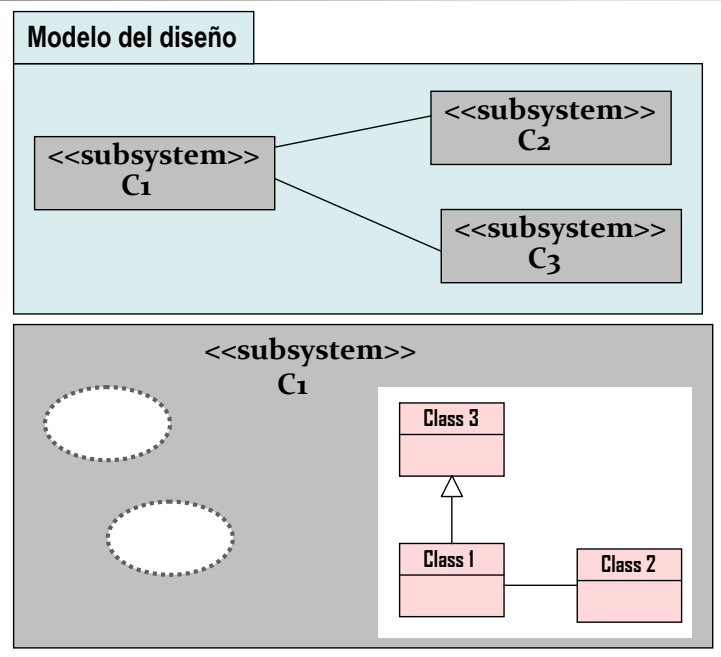 Modelo del diseño
<<subsystem>>
C1
<<subsystem>>
C2
<<subsystem>>
C3
<<subsystem>>
C1
Class 3
Class 1
Class 2